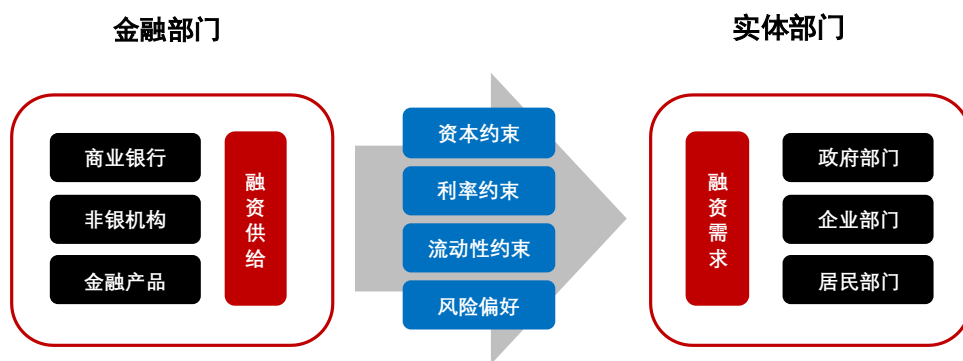 金融部门
实体部门
商业银行
非银机构
金融产品
融资供给
资本约束
利率约束
流动性约束
风险偏好
融资需求
政府部门
企业部门
居民部门